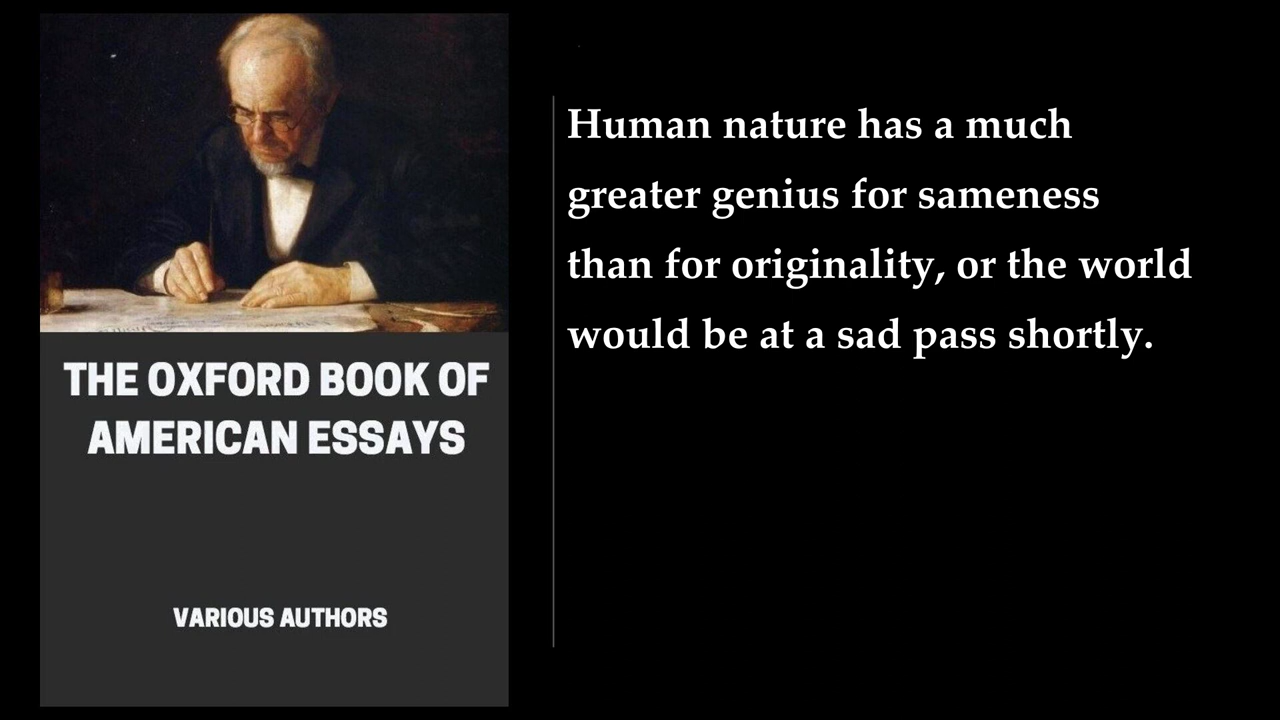 THE OXFORD BOOK OF
AMERICAN ESSAYS
VARIOUS AUTHORS
Human nature has a much
greater genius for sameness
than for originality, or the world
would be at a sad pass shortly.